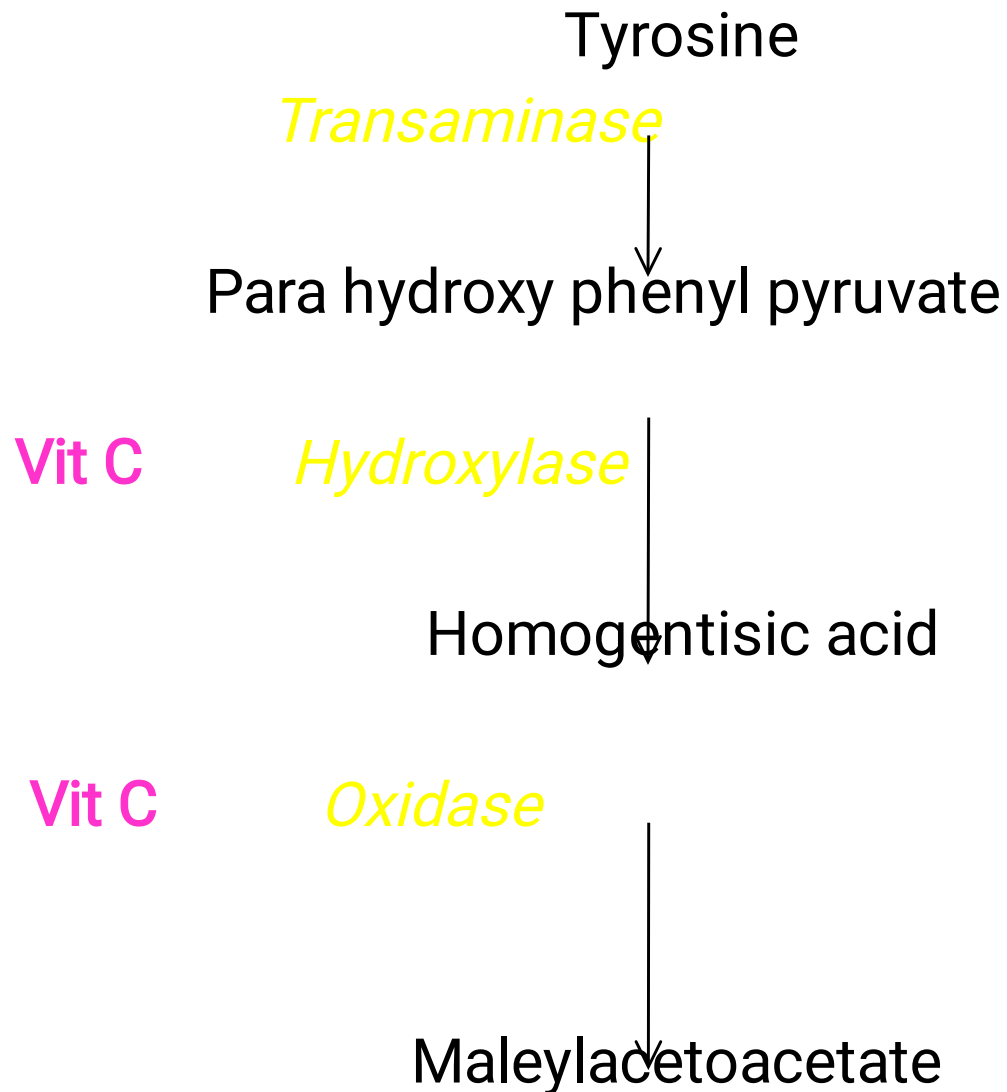 Tyrosine
Transaminase
Para hydroxy phenyl pyruvate
Vit C Hydroxylase
Homogentisic acid
Vit C Oxidase
Maleylacetoacetate